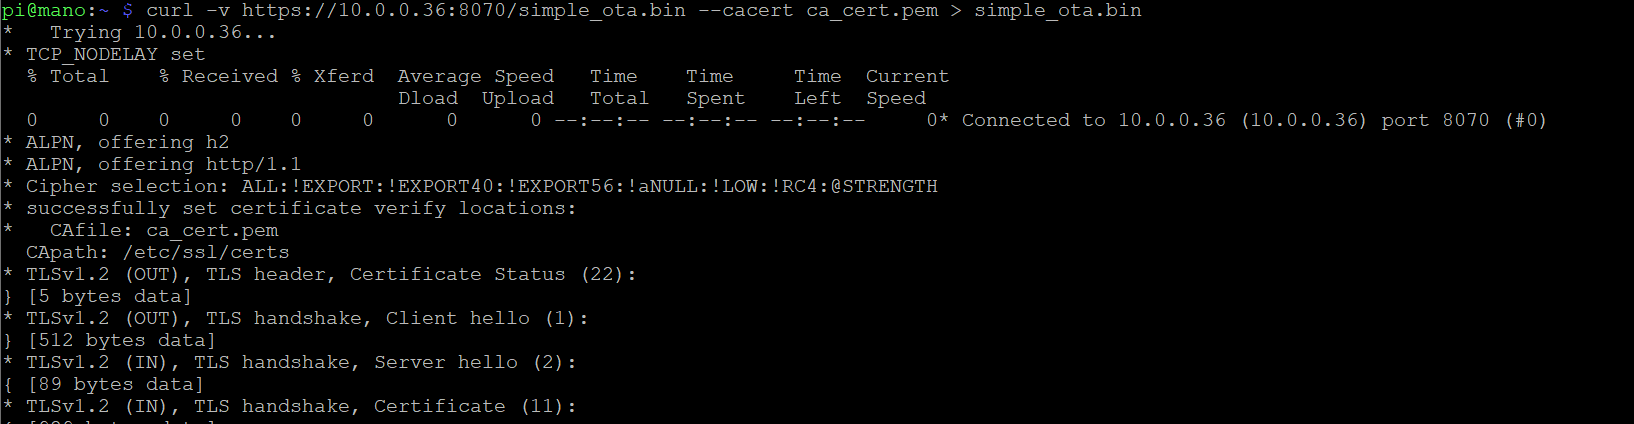 pi@mano:~ $ curl -v https://10.0.0.36:8070/simple_ota.bin --cacert ca_cert.pem > simple_ota.bin
*   Trying 10.0.0.36...
* TCP_NODELAY set
  % Total    % Received % Xferd  Average Speed   Time    Time     Time  Current
                                 Dload  Upload   Total   Spent    Left  Speed
  0     0    0     0    0     0      0      0 --:--:-- --:--:-- --:--:--     0* Connected to 10.0.0.36 (10.0.0.36) port 8070 (#0)
* ALPN, offering h2
* ALPN, offering http/1.1
* Cipher selection: ALL:!EXPORT:!EXPORT40:!EXPORT56:!aNULL:!LOW:!RC4:@STRENGTH
* successfully set certificate verify locations:
*   CAfile: ca_cert.pem
  CApath: /etc/ssl/certs
* TLSv1.2 (OUT), TLS header, Certificate Status (22):
} [5 bytes data]
* TLSv1.2 (OUT), TLS handshake, Client hello (1):
} [512 bytes data]
* TLSv1.2 (IN), TLS handshake, Server hello (2):
{ [89 bytes data]
* TLSv1.2 (IN), TLS handshake, Certificate (11):